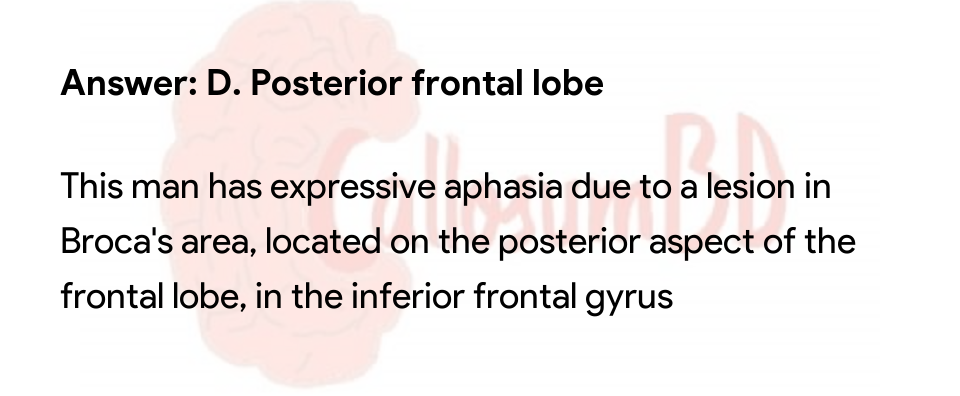 Answer: D. Posterior frontal lobe
This man has expressive aphasia due to a lesion in
Broca's area, located on the posterior aspect of the
frontal lobe, in the inferior frontal gyrus
CallosumBD